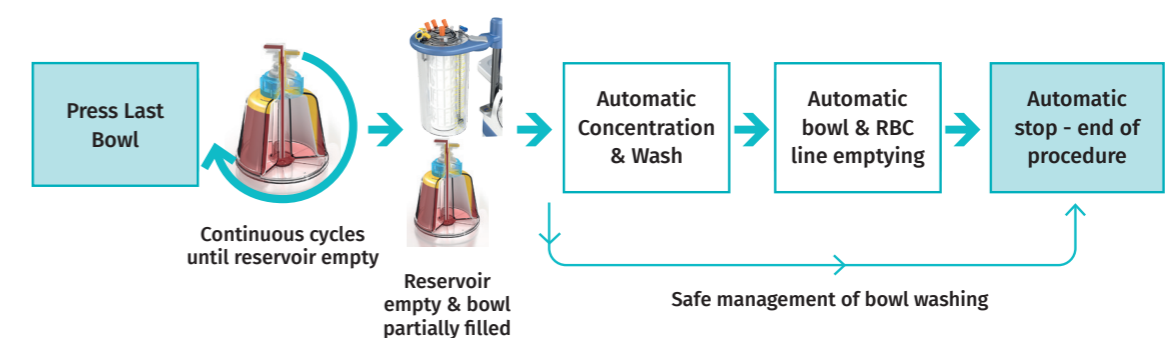 Press Last
Bowl
Continuous cycles
until reservoir empty
Reservoir
empty & bowl
partially filled
Automatic
Concentration
& Wash
Automatic
bowl & RBC
line emptying
Automatic
stop - end of
procedure
Safe management of bowl washing